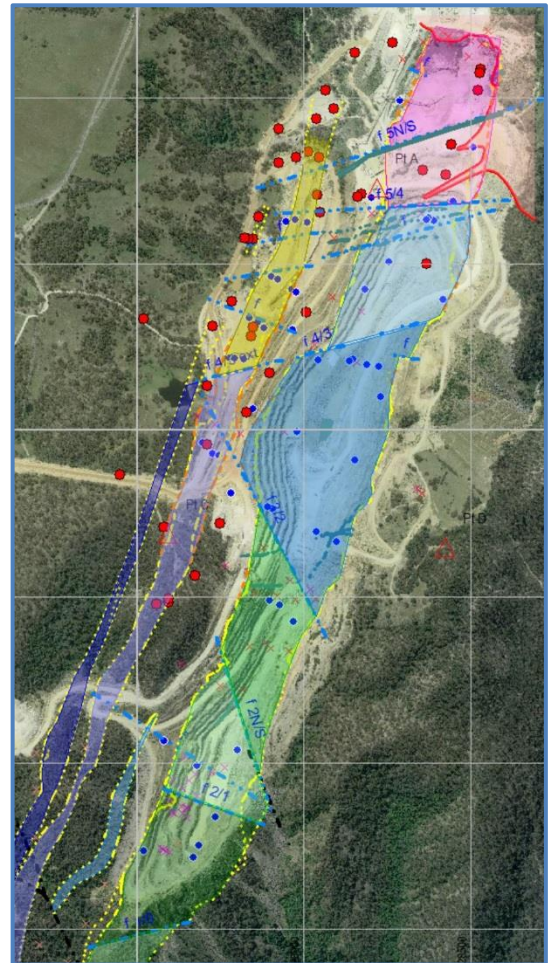 f 5N/S
Pt A
f 5/4
f
f
f 4/3
f
Pt C
f 3/2
Pt D
f 2N/S
f 2/1